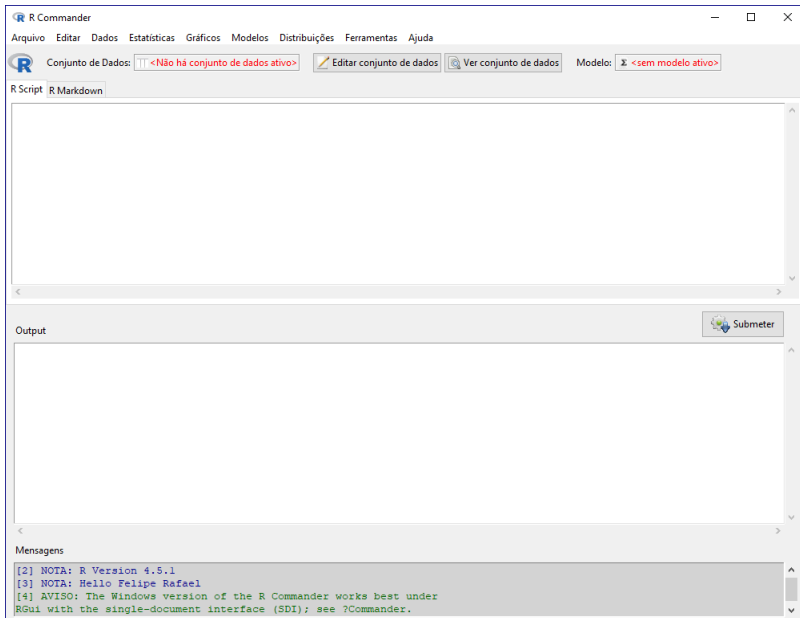 R Commander
Arquivo Editar Dados Estatísticas Gráficos Modelos Distribuições Ferramentas Ajuda
R Conjunto de Dados: <Não há conjunto de dados ativo> Editar conjunto de dados Ver conjunto de dados Modelo: Σ <sem modelo ativo>
R Script R Markdown
Submeter
Output
Mensagens
[2] NOTA: R Version 4.5.1
[3] NOTA: Hello Felipe Rafael
[4] AVISO: The Windows version of the R Commander works best under
RGui with the single-document interface (SDI); see ?Commander.